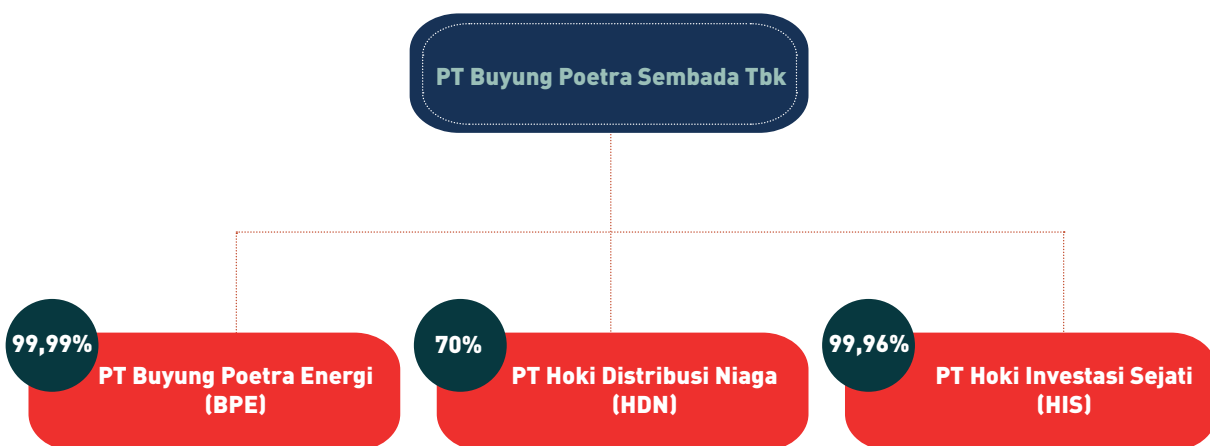 PT Buyung Poetra Sembada Tbk
99,99%
PT Buyung Poetra Energi
(BPE)
70%
PT Hoki Distribusi Niaga
(HDN)
99,96%
PT Hoki Investasi Sejati
(HIS)